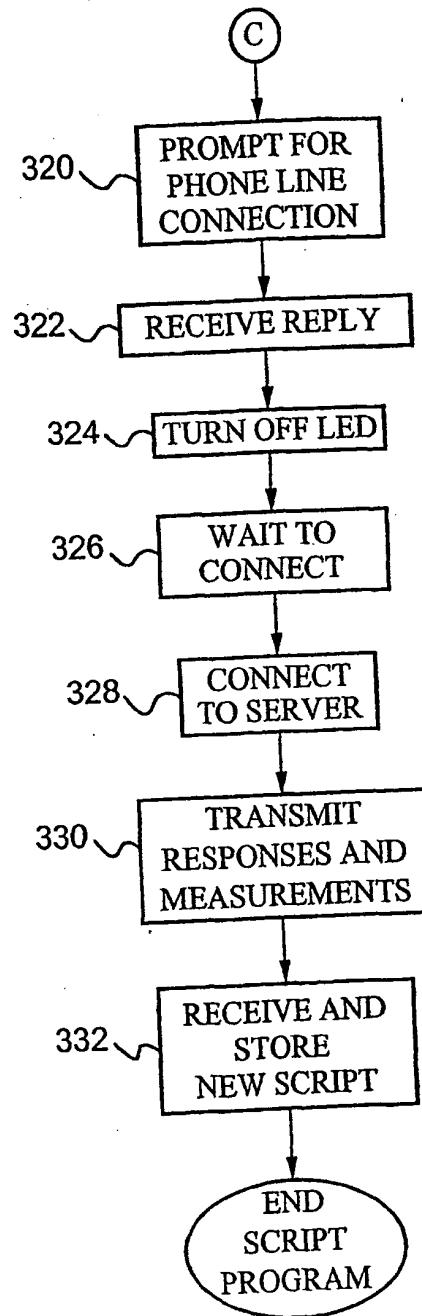 C
320
PROMPT FOR
PHONE LINE
CONNECTION
322
RECEIVE REPLY
324
TURN OFF LED
326
WAIT TO
CONNECT
328
CONNECT
TO SERVER
330
TRANSMIT
RESPONSES AND
MEASUREMENTS
332
RECEIVE AND
STORE
NEW SCRIPT
END
SCRIPT
PROGRAM